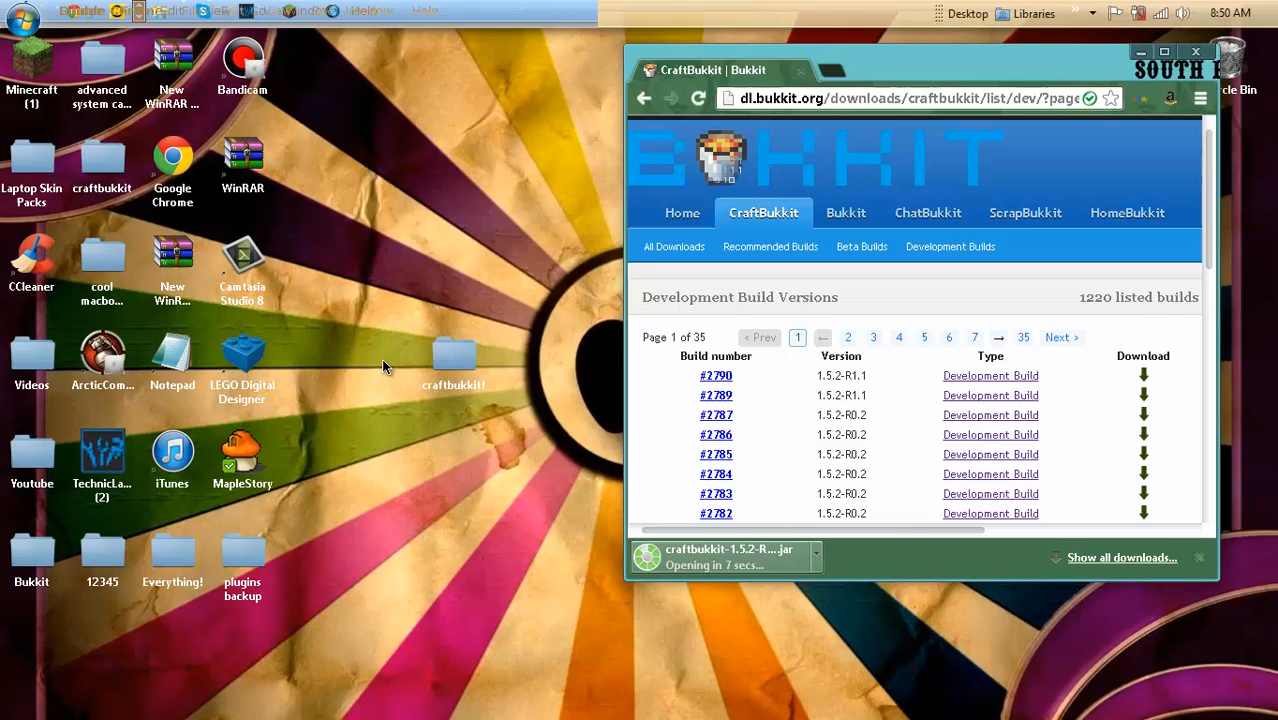 Help
Desktop
Libraries
»
8:50 AM
Minecraft
(1)
advanced
system ca...
New
WinRAR ...
Bandicam
Laptop Skin
Packs
craftbukkit
Google
Chrome
WinRAR
CCleaner
cool
macbo...
New
WinR...
Camtasia
Studio 8
Videos
ArcticCom...
Notepad
LEGO Digital
Designer
craftbukkit!
Youtube
TechnicLa...
(2)
iTunes
MapleStory
Bukkit
12345
Everything!
plugins
backup
CraftBukkit | Bukkit
SOUTH
cle Bin
dl.bukkit.org/downloads/craftbukkit/list/dev/?page
BUKKIT
Home
CraftBukkit
Bukkit
ChatBukkit
ScrapBukkit
HomeBukkit
All Downloads
Recommended Builds
Beta Builds
Development Builds
Development Build Versions
1220 listed builds
Page 1 of 35 < Prev 1 ... 2 3 4 5 6 7 → 35 Next >
Build number Version Type Download
#2790 1.5.2-R1.1 Development Build
#2789 1.5.2-R1.1 Development Build
#2787 1.5.2-R0.2 Development Build
#2786 1.5.2-R0.2 Development Build
#2785 1.5.2-R0.2 Development Build
#2784 1.5.2-R0.2 Development Build
#2783 1.5.2-R0.2 Development Build
#2782 1.5.2-R0.2 Development Build
craftbukkit-1.5.2-R....jar
Opening in 7 secs...
Show all downloads...